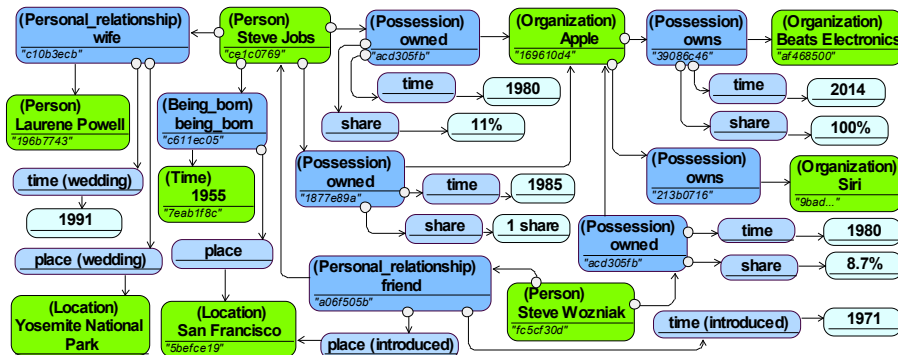 (Personal_relationship)
wife
"c10b3ecb"
(Person)
Steve Jobs
"ce1c0769"
(Possession)
owned
"acd305fb"
(Organization)
Apple
"169610d4"
(Possession)
owns
"39086c46"
(Organization)
Beats Electronics
"af468500"
time
1980
share
11%
time
2014
share
100%
(Person)
Laurene Powell
"196b7743"
(Being_born)
being_born
"c611ec05"
(Time)
1955
"7eab1f8c"
(Possession)
owned
"1877e89a"
time
1985
share
1 share
(Possession)
owns
"213b0716"
(Organization)
Siri
"9bad..."
time (wedding)
1991
place (wedding)
(Location)
Yosemite National
Park
place
(Location)
San Francisco
"5befce19"
(Personal_relationship)
friend
"a06f505b"
place (introduced)
(Person)
Steve Wozniak
"fc5cf30d"
(Possession)
owned
"acd305fb"
time
1980
share
8.7%
time (introduced)
1971